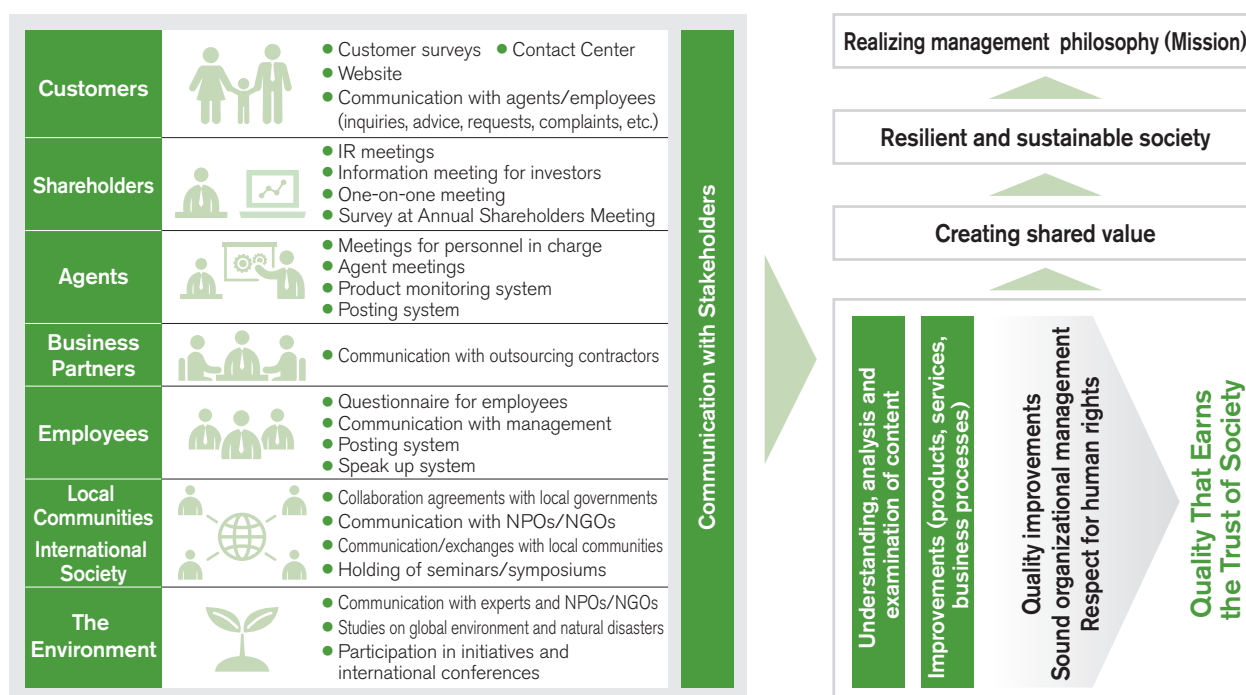 Customers
● Customer surveys ● Contact Center
● Website
● Communication with agents/employees
(inquiries, advice, requests, complaints, etc.)
Shareholders
● IR meetings
● Information meeting for investors
● One-on-one meeting
● Survey at Annual Shareholders Meeting
Agents
● Meetings for personnel in charge
● Agent meetings
● Product monitoring system
● Posting system
Business
Partners
● Communication with outsourcing contractors
Employees
● Questionnaire for employees
● Communication with management
● Posting system
● Speak up system
Local
Communities
International
Society
● Collaboration agreements with local governments
● Communication with NPOs/NGOs
● Communication/exchanges with local communities
● Holding of seminars/symposiums
The
Environment
● Communication with experts and NPOs/NGOs
● Studies on global environment and natural disasters
● Participation in initiatives and
international conferences
Communication with Stakeholders
Realizing management philosophy (Mission)
Resilient and sustainable society
Creating shared value
Understanding, analysis and
examination of content
Improvements (products, services,
business processes)
Quality improvements
Sound organizational management
Respect for human rights
Quality That Earns
the Trust of Society